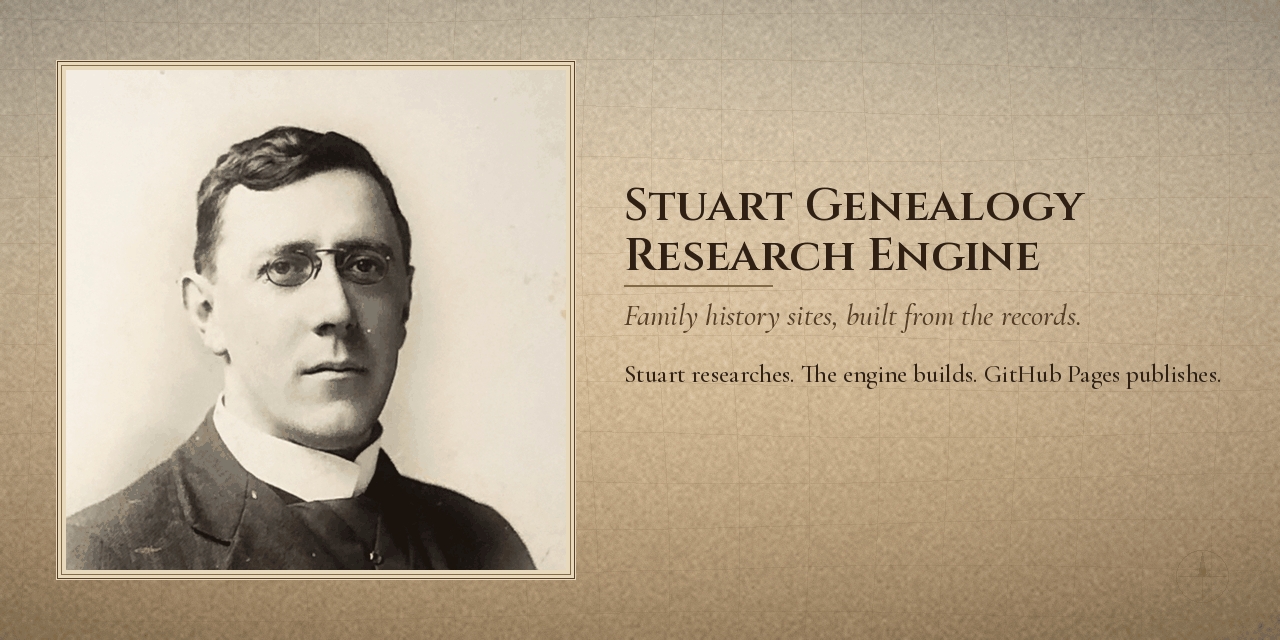 Stuart Genealogy
Research Engine
Family history sites, built from the records.
Stuart researches. The engine builds. GitHub Pages publishes.